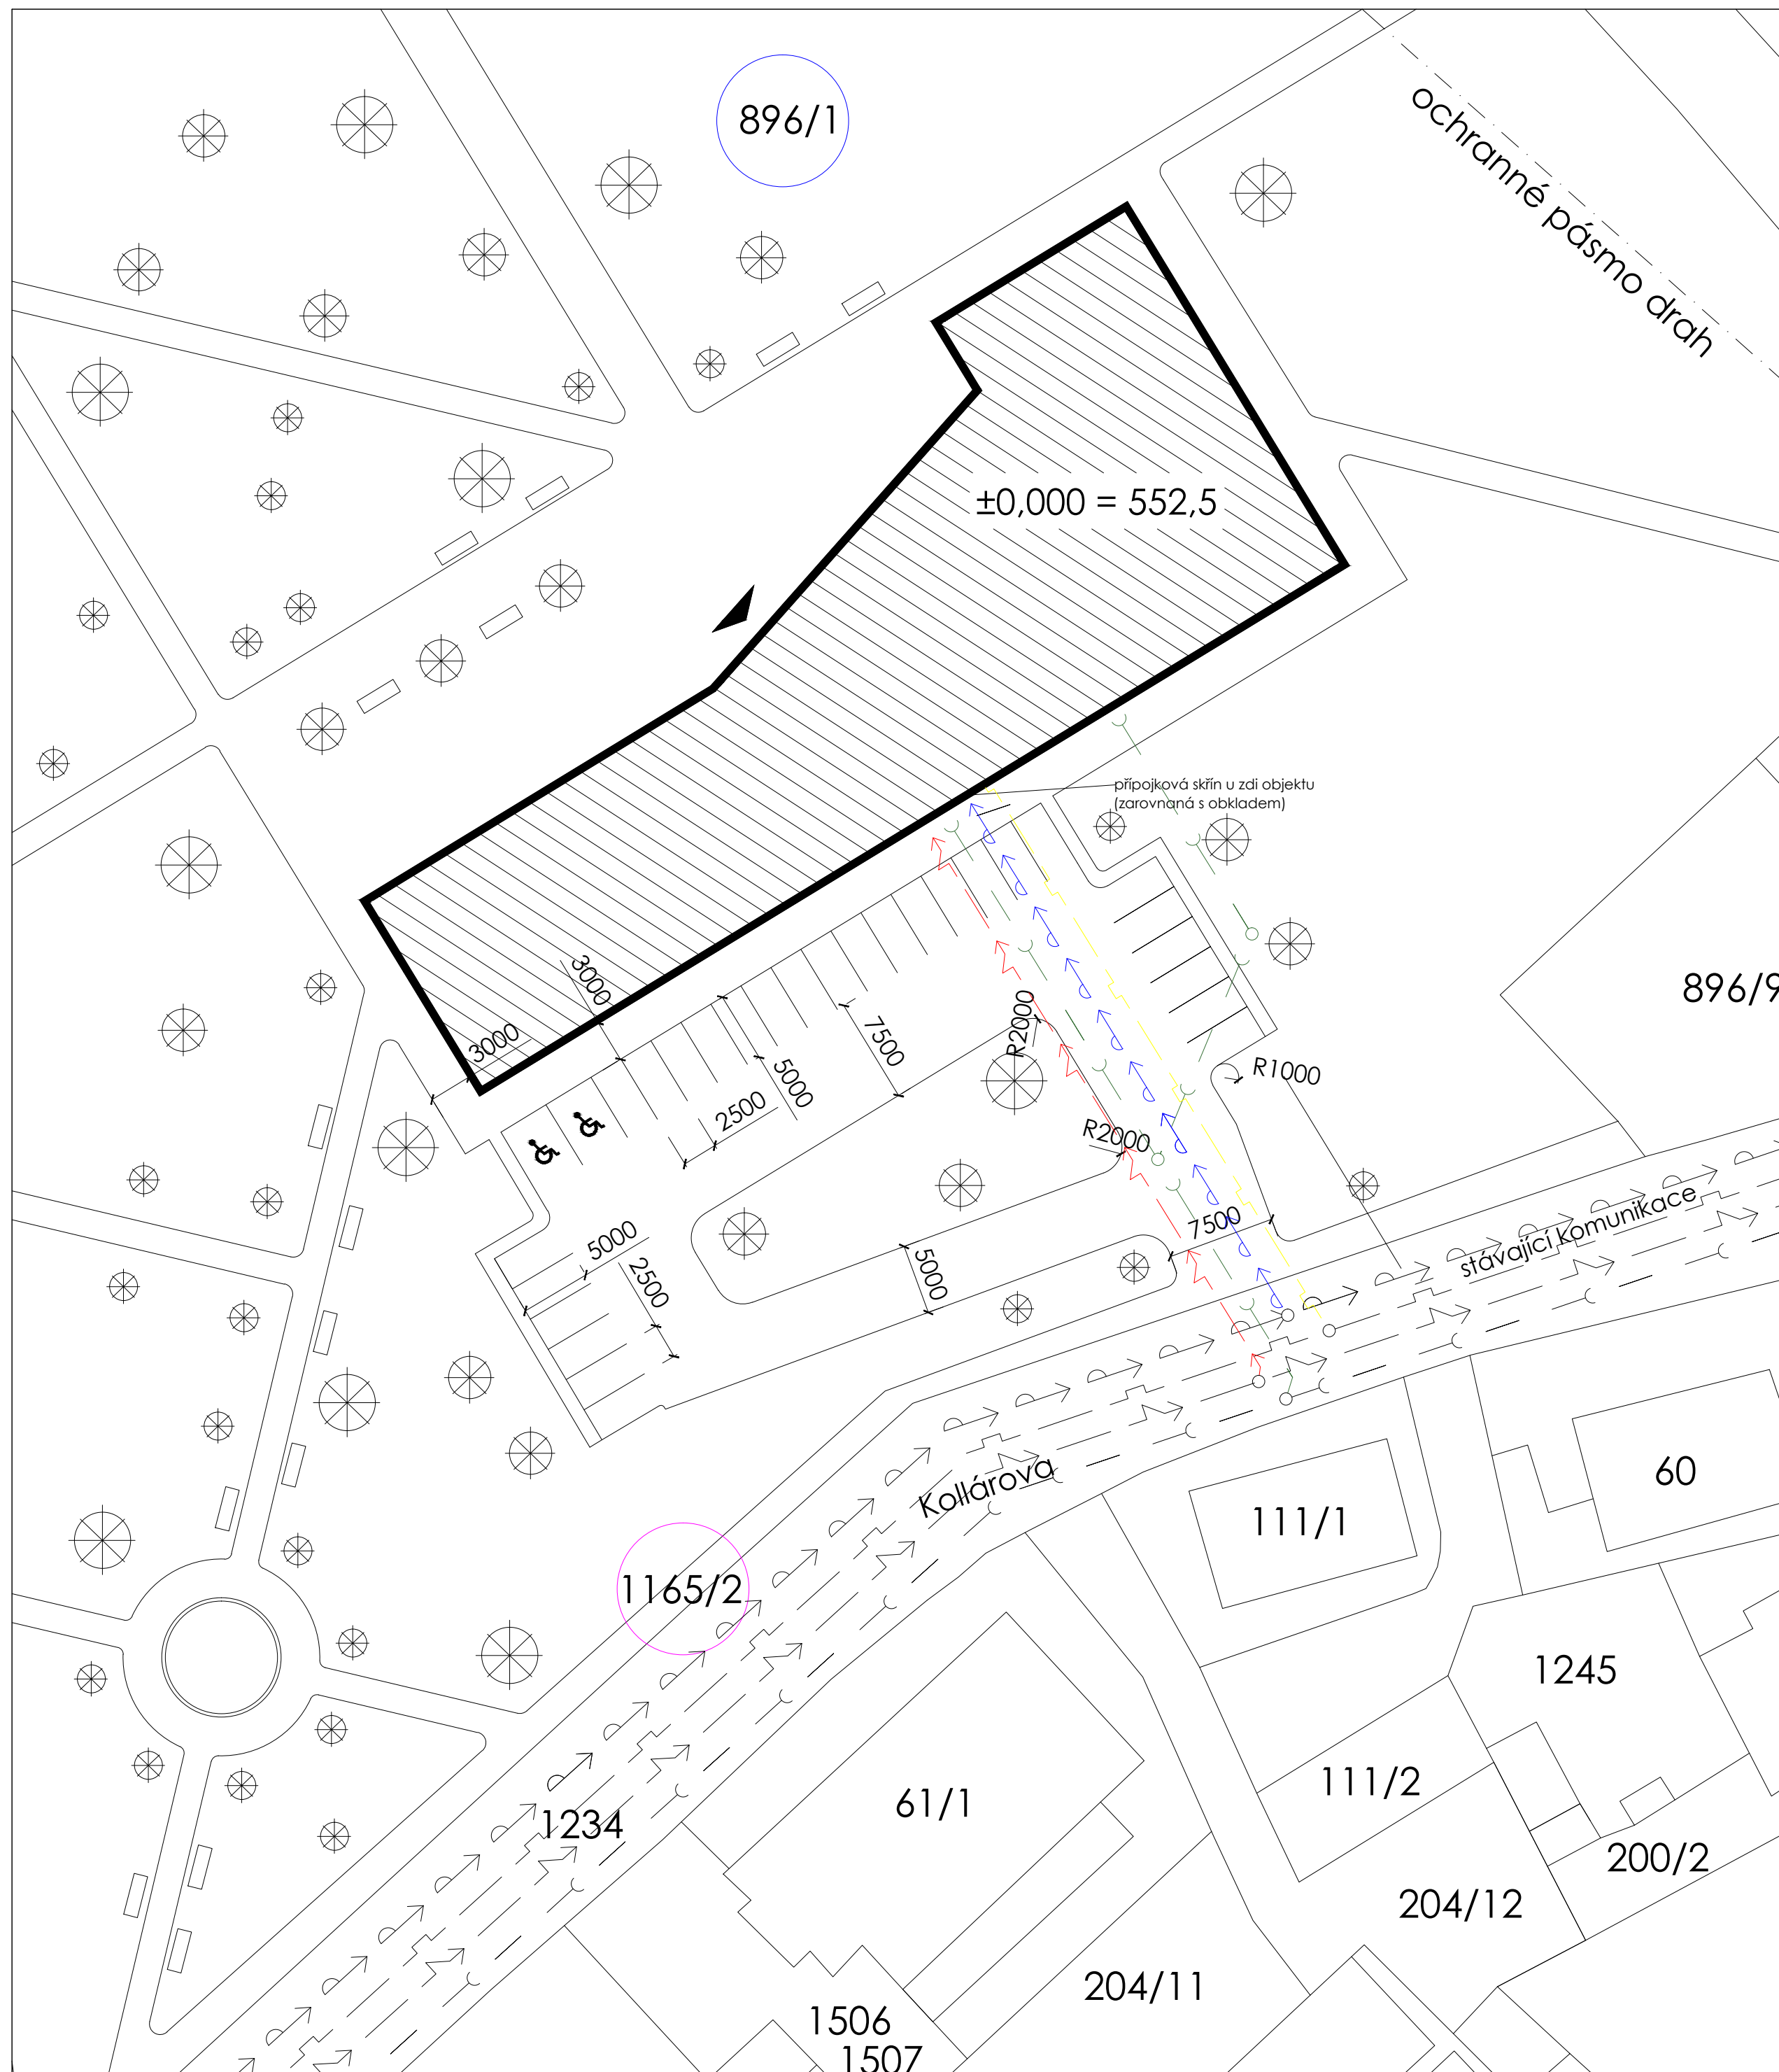 896/1
ochranné pásmo drah
±0,000 = 552,5
přípojková skříň u zdi objektu
(zarovnaná s obkladem)
896/9
3000
3000
7500
R2000
R1000
5000
2500
R2000
7500
5000
2500
5000
stávající komunikace
Kollárova
60
111/1
1165/2
1245
111/2
61/1
1234
200/2
204/12
204/11
1506
1507